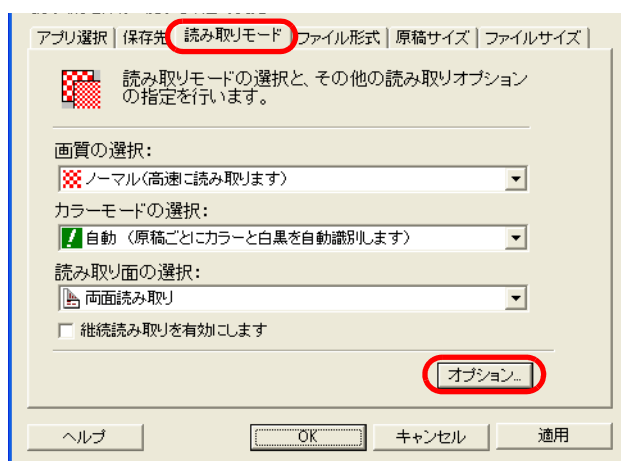 アプリ選択 保存先 読み取りモード ファイル形式 原稿サイズ ファイルサイズ
読み取りモードの選択と、その他の読み取りオプション
の指定を行います。
画質の選択:
ノーマル(高速に読み取ります)
カラーモードの選択:
自動 (原稿ごとにカラーと白黒を自動識別します)
読み取り面の選択:
両面読み取り
継続読み取りを有効にします
オプション...
ヘルプ OK キャンセル 適用